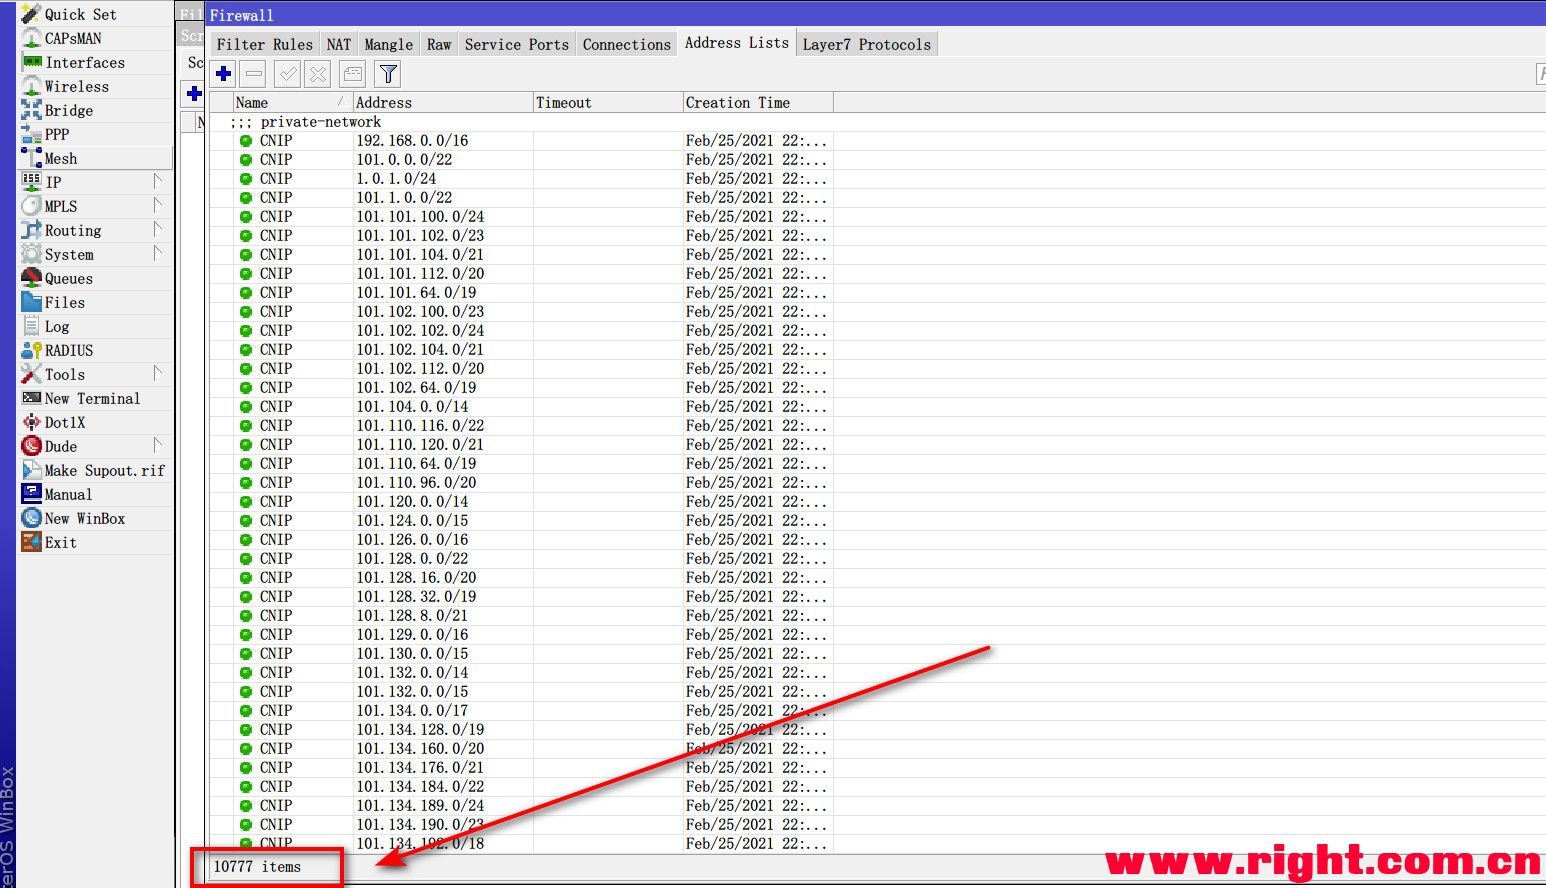 Quick Set
CAPsMAN
Interfaces
Wireless
Bridge
PPP
Mesh
IP
MPLS
Routing
System
Queues
Files
Log
RADIUS
Tools
New Terminal
Dot1X
Dude
Make Supout.rif
Manual
New WinBox
Exit
terOS WinBox
Fil
Scr
Sc
N
Firewall
Filter Rules NAT Mangle Raw Service Ports Connections Address Lists Layer7 Protocols
F
Name Address Timeout Creation Time
;;; private-network
CNIP 192.168.0.0/16 Feb/25/2021 22:...
CNIP 101.0.0.0/22 Feb/25/2021 22:...
CNIP 1.0.1.0/24 Feb/25/2021 22:...
CNIP 101.1.0.0/22 Feb/25/2021 22:...
CNIP 101.101.100.0/24 Feb/25/2021 22:...
CNIP 101.101.102.0/23 Feb/25/2021 22:...
CNIP 101.101.104.0/21 Feb/25/2021 22:...
CNIP 101.101.112.0/20 Feb/25/2021 22:...
CNIP 101.101.64.0/19 Feb/25/2021 22:...
CNIP 101.102.100.0/23 Feb/25/2021 22:...
CNIP 101.102.102.0/24 Feb/25/2021 22:...
CNIP 101.102.104.0/21 Feb/25/2021 22:...
CNIP 101.102.112.0/20 Feb/25/2021 22:...
CNIP 101.102.64.0/19 Feb/25/2021 22:...
CNIP 101.104.0.0/14 Feb/25/2021 22:...
CNIP 101.110.116.0/22 Feb/25/2021 22:...
CNIP 101.110.120.0/21 Feb/25/2021 22:...
CNIP 101.110.64.0/19 Feb/25/2021 22:...
CNIP 101.110.96.0/20 Feb/25/2021 22:...
CNIP 101.120.0.0/14 Feb/25/2021 22:...
CNIP 101.124.0.0/15 Feb/25/2021 22:...
CNIP 101.126.0.0/16 Feb/25/2021 22:...
CNIP 101.128.0.0/22 Feb/25/2021 22:...
CNIP 101.128.16.0/20 Feb/25/2021 22:...
CNIP 101.128.32.0/19 Feb/25/2021 22:...
CNIP 101.128.8.0/21 Feb/25/2021 22:...
CNIP 101.129.0.0/16 Feb/25/2021 22:...
CNIP 101.130.0.0/15 Feb/25/2021 22:...
CNIP 101.132.0.0/14 Feb/25/2021 22:...
CNIP 101.132.0.0/15 Feb/25/2021 22:...
CNIP 101.134.0.0/17 Feb/25/2021 22:...
CNIP 101.134.128.0/19 Feb/25/2021 22:...
CNIP 101.134.160.0/20 Feb/25/2021 22:...
CNIP 101.134.176.0/21 Feb/25/2021 22:...
CNIP 101.134.184.0/22 Feb/25/2021 22:...
CNIP 101.134.189.0/24 Feb/25/2021 22:...
CNIP 101.134.190.0/23 Feb/25/2021 22:...
CNIP 101.134.192.0/18 Feb/25/2021 22:...
10777 items
www.right.com.cn